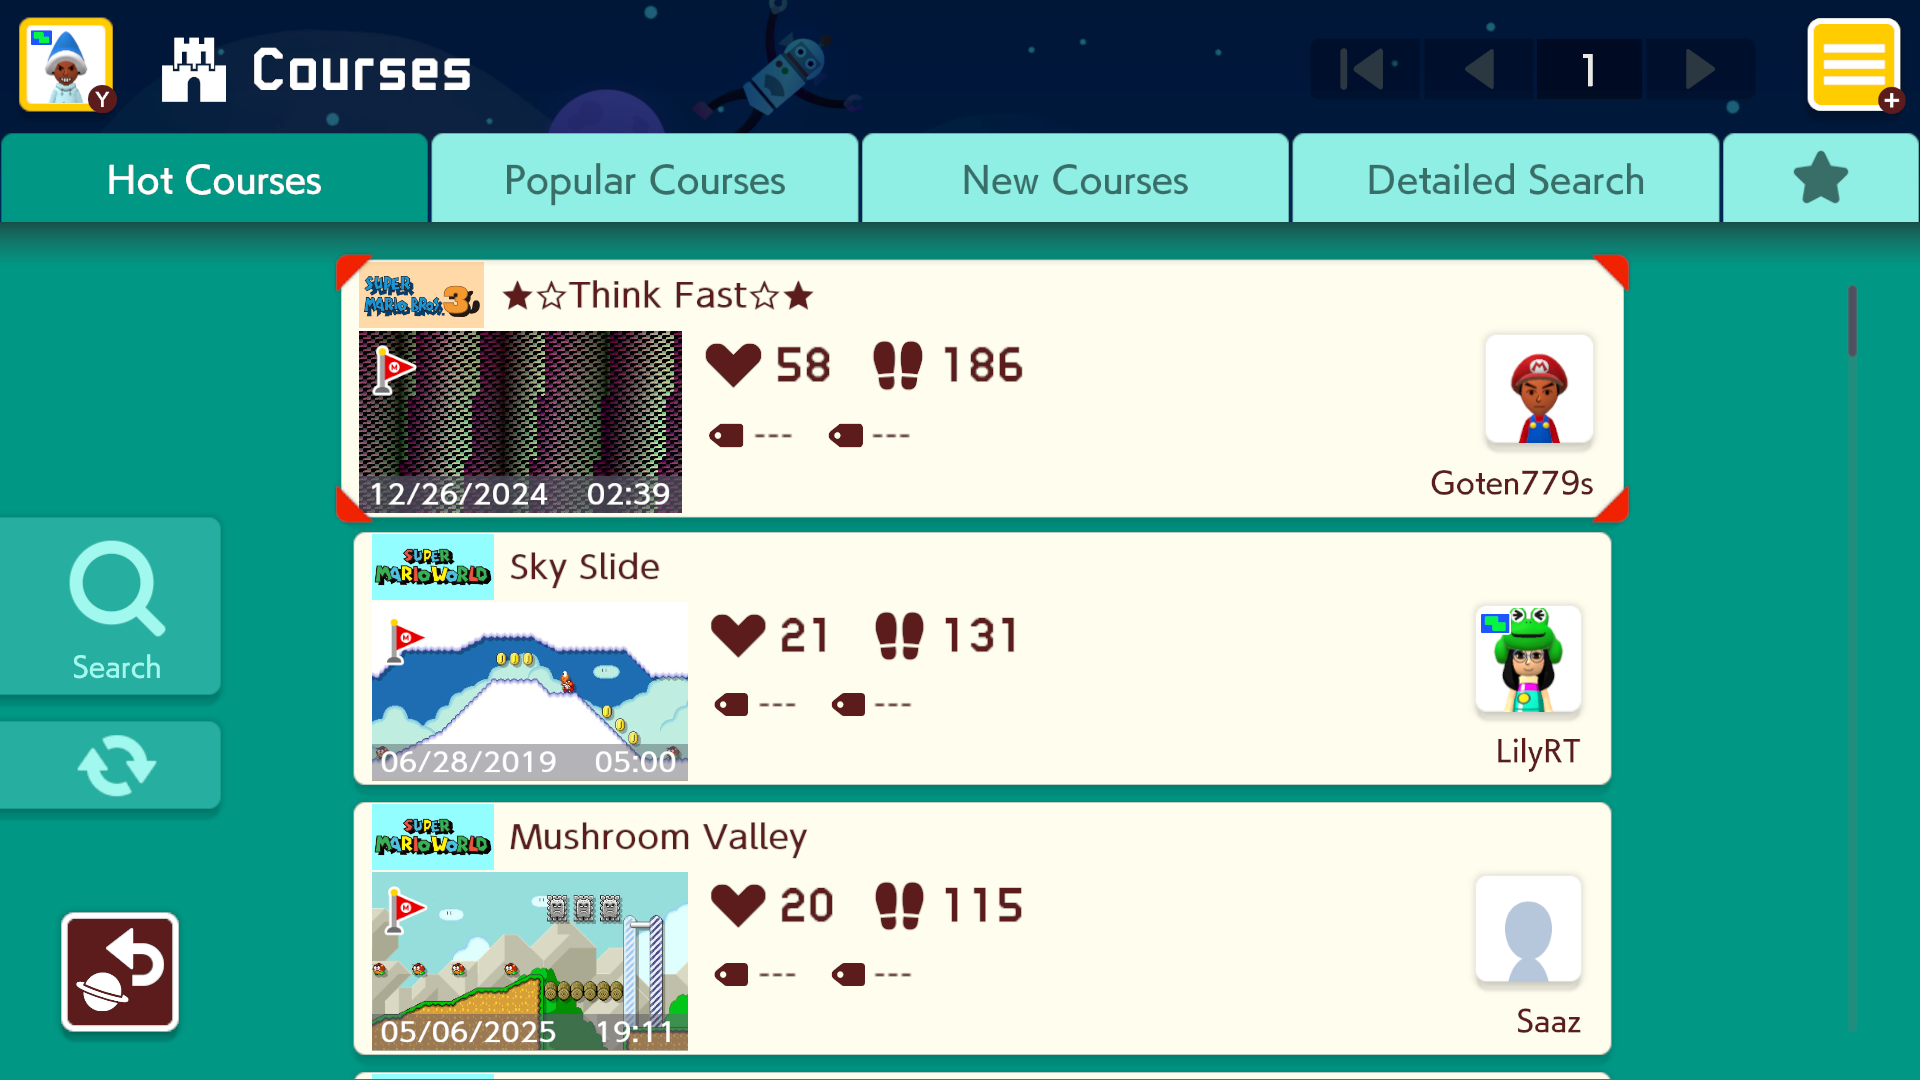 Y
Courses
1
+
Hot Courses
Popular Courses
New Courses
Detailed Search
SUPER MARIO BROS. 3
★☆Think Fast☆★
M
58
186
---
---
12/26/2024 02:39
Goten779s
SUPER MARIO WORLD
Sky Slide
M
21
131
---
---
06/28/2019 05:00
LilyRT
SUPER MARIO WORLD
Mushroom Valley
M
20
115
---
---
05/06/2025 19:11
Saaz
Search